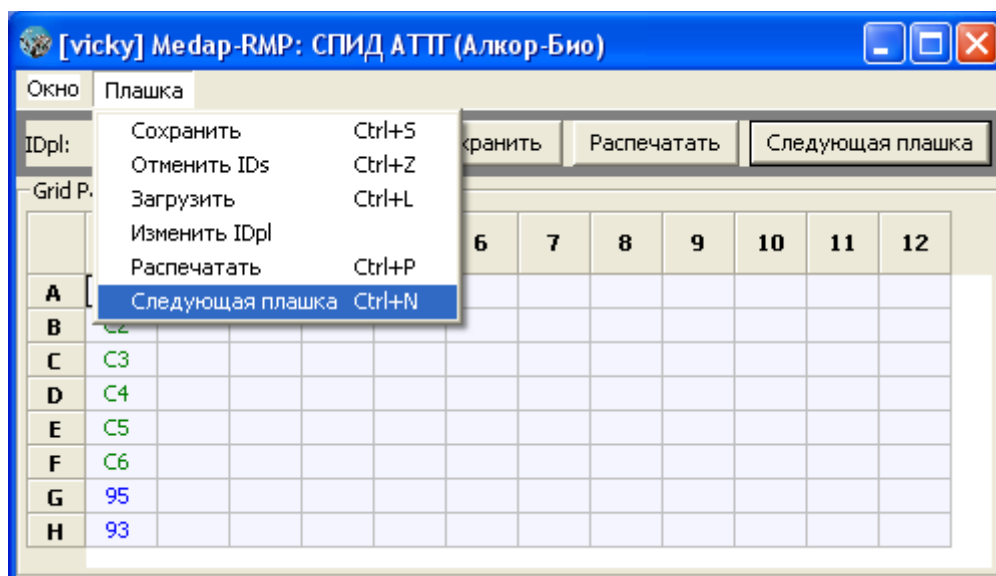 [vicky] Medap-RMP: СПИД АТТГ (Алкор-Био)
Окно Плашка
IDpl: Распечатать Следующая плашка
Сохранить Ctrl+S
Отменить IDs Ctrl+Z
Загрузить Ctrl+L
Изменить IDpl
Распечатать Ctrl+P
Следующая плашка Ctrl+N
Grid
6 7 8 9 10 11 12
A
B C2
C C3
D C4
E C5
F C6
G 95
H 93